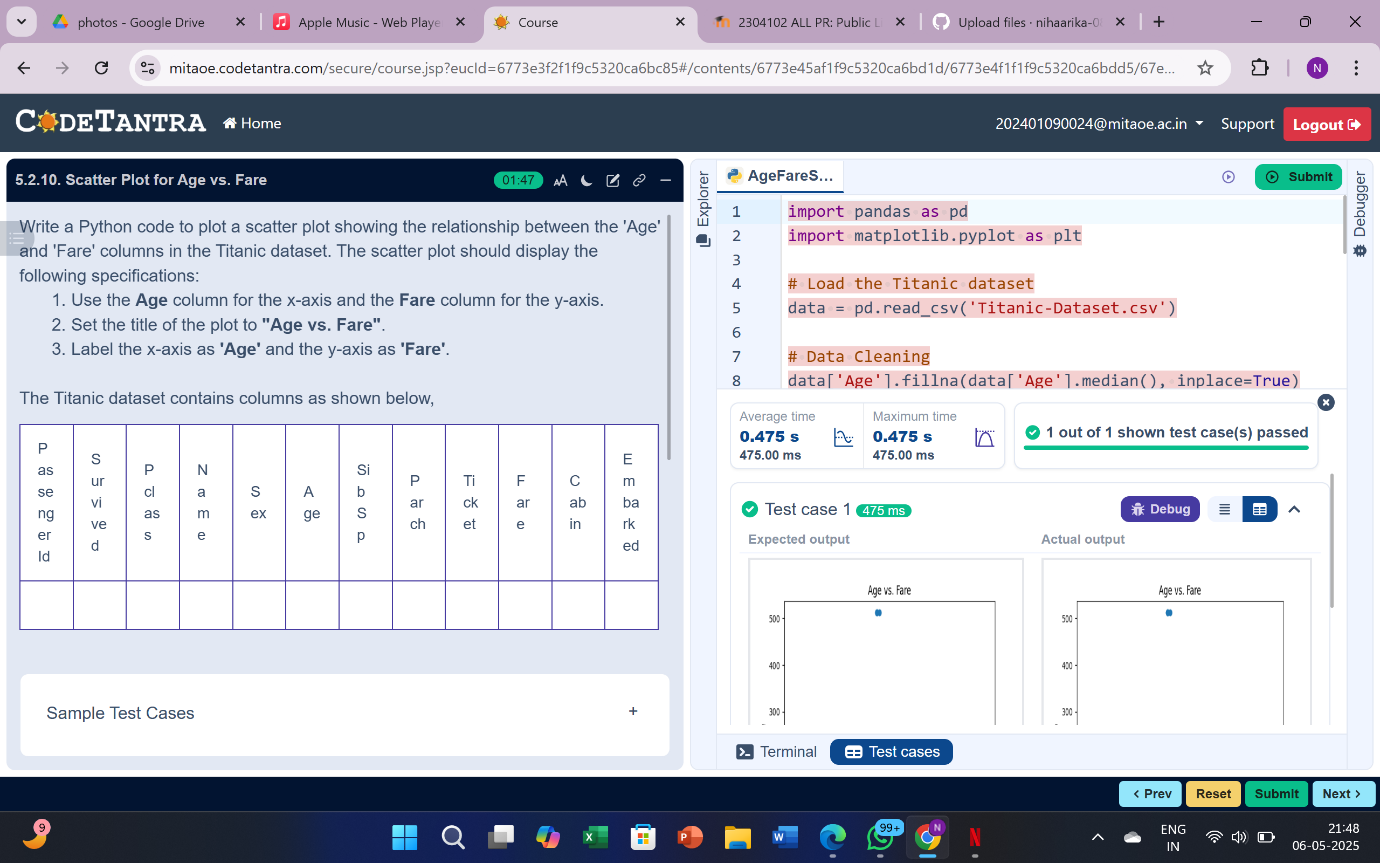 photos - Google Drive
Apple Music - Web Playe
Course
2304102 ALL PR: Public L
Upload files · nihaarika-0
mitaoe.codetantra.com/secure/course.jsp?eucId=6773e3f2f1f9c5320ca6bc85#/contents/6773e45af1f9c5320ca6bd1d/6773e4f1f1f9c5320ca6bdd5/67e...
N
CODETANTRA
Home
202401090024@mitaoe.ac.in
Support
Logout
5.2.10. Scatter Plot for Age vs. Fare
01:47
AA
Write a Python code to plot a scatter plot showing the relationship between the 'Age'
and 'Fare' columns in the Titanic dataset. The scatter plot should display the
following specifications:
1. Use the Age column for the x-axis and the Fare column for the y-axis.
2. Set the title of the plot to "Age vs. Fare".
3. Label the x-axis as 'Age' and the y-axis as 'Fare'.
The Titanic dataset contains columns as shown below,
PassengerId Survived Pclass Name Sex Age SibSp Parch Ticket Fare Cabin Embarked
Sample Test Cases
+
Explorer
AgeFareS...
Submit
Debugger
1 import pandas as pd
2 import matplotlib.pyplot as plt
3
4 # Load the Titanic dataset
5 data = pd.read_csv('Titanic-Dataset.csv')
6
7 # Data Cleaning
8 data['Age'].fillna(data['Age'].median(), inplace=True)
Average time
0.475 s
475.00 ms
Maximum time
0.475 s
475.00 ms
1 out of 1 shown test case(s) passed
Test case 1 475 ms
Debug
Expected output
Actual output
Age vs. Fare
500
400
300
Age vs. Fare
500
400
300
Terminal
Test cases
< Prev
Reset
Submit
Next >
9
99+
N
ENG
IN
21:48
06-05-2025